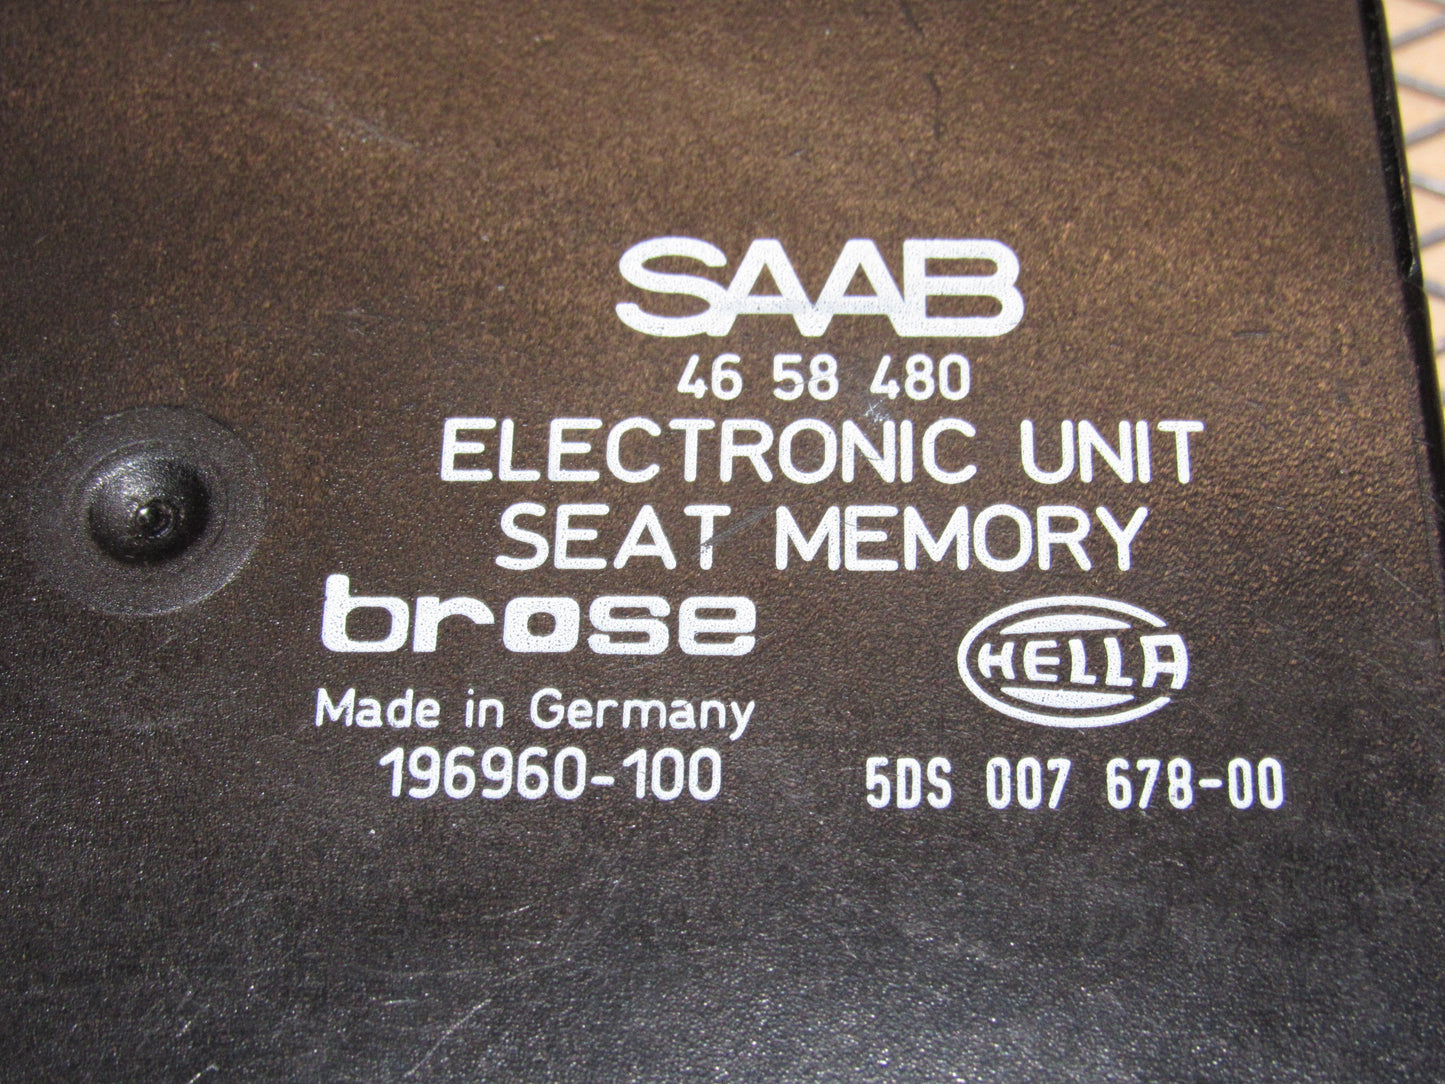 SAAB
46 58 480
ELECTRONIC UNIT
SEAT MEMORY
brose
HELLA
Made in Germany
196960-100
5DS 007 678-00